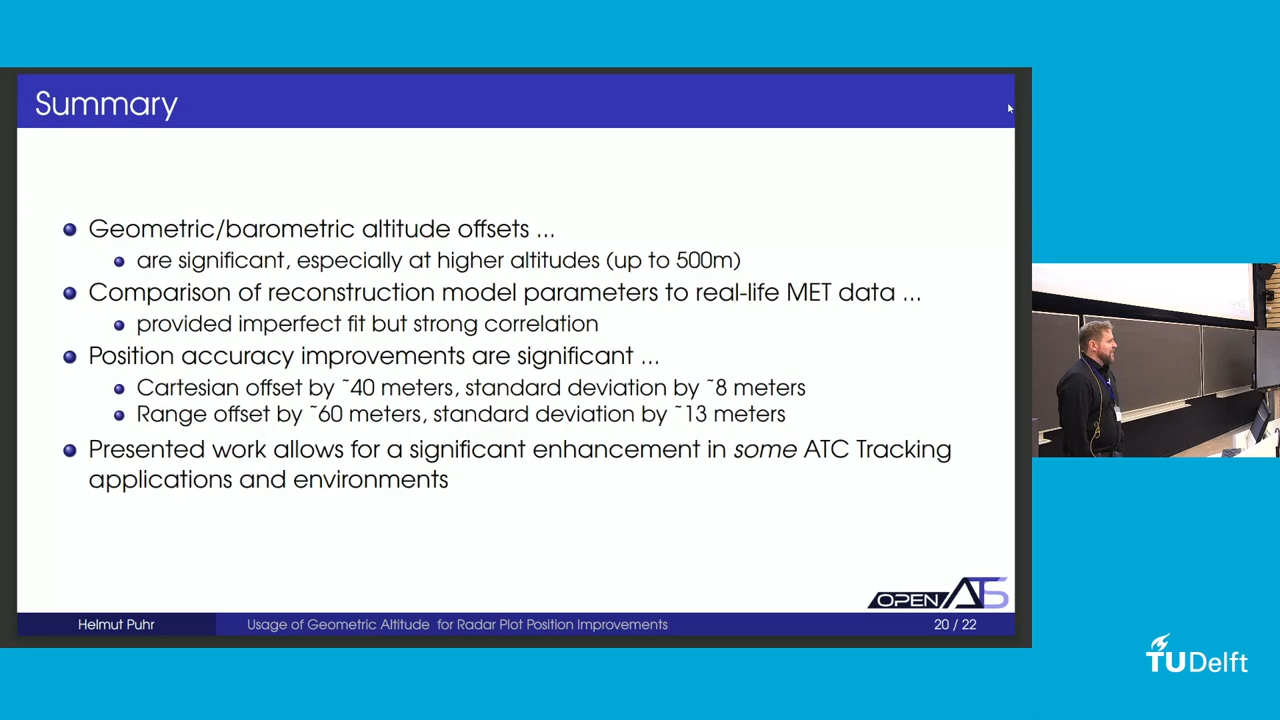 Summary
Geometric/barometric altitude offsets ...
are significant, especially at higher altitudes (up to 500m)
Comparison of reconstruction model parameters to real-life MET data ...
provided imperfect fit but strong correlation
Position accuracy improvements are significant ...
Cartesian offset by ~40 meters, standard deviation by ~8 meters
Range offset by ~60 meters, standard deviation by ~13 meters
Presented work allows for a significant enhancement in some ATC Tracking
applications and environments
OPEN ATS
Helmut Puhr
Usage of Geometric Altitude for Radar Plot Position Improvements
20 / 22
TU Delft